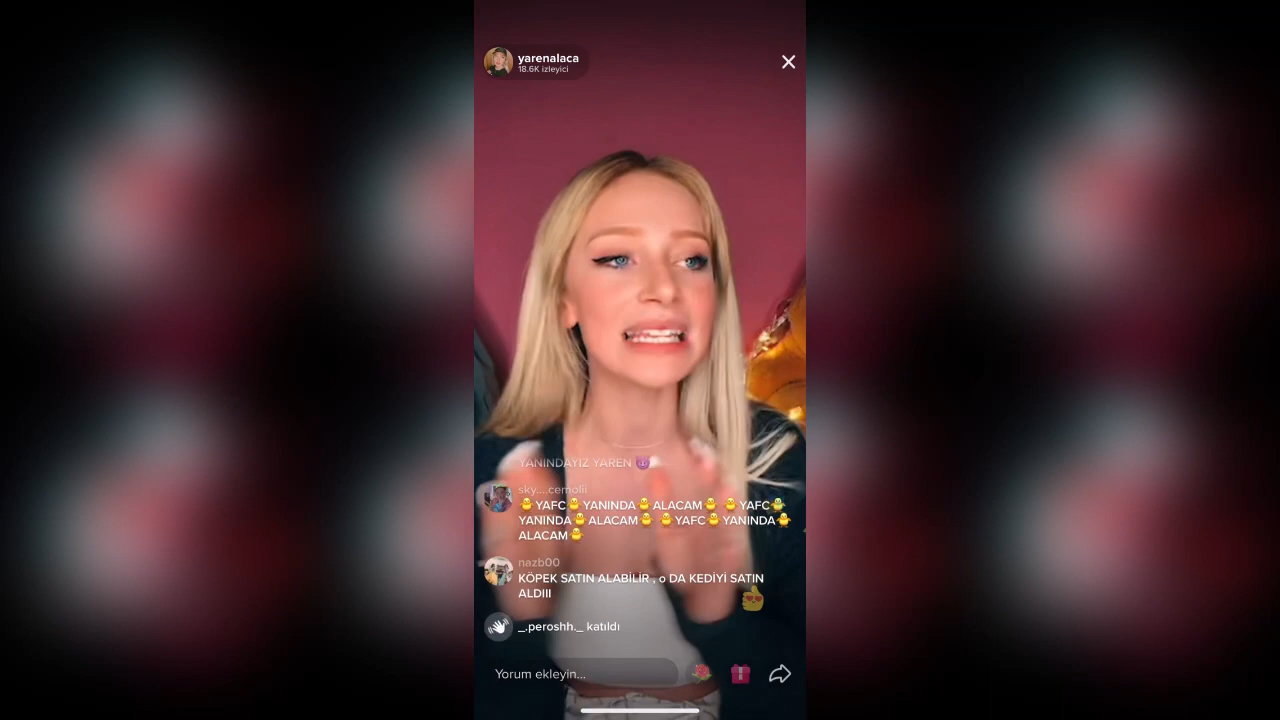 yarenalaca
18.6K izleyici
YANINDAYIZ YAREN 😈
sky....cemolii
🐥YAFC🐥YANINDA🐥ALACAM🐥 🐥YAFC🐥
YANINDA🐥ALACAM🐥 🐥YAFC🐥YANINDA🐥
ALACAM🐥
nazb00
KÖPEK SATIN ALABİLİR , o DA KEDİYİ SATIN
ALDIII
_.peroshh._ katıldı
Yorum ekleyin...